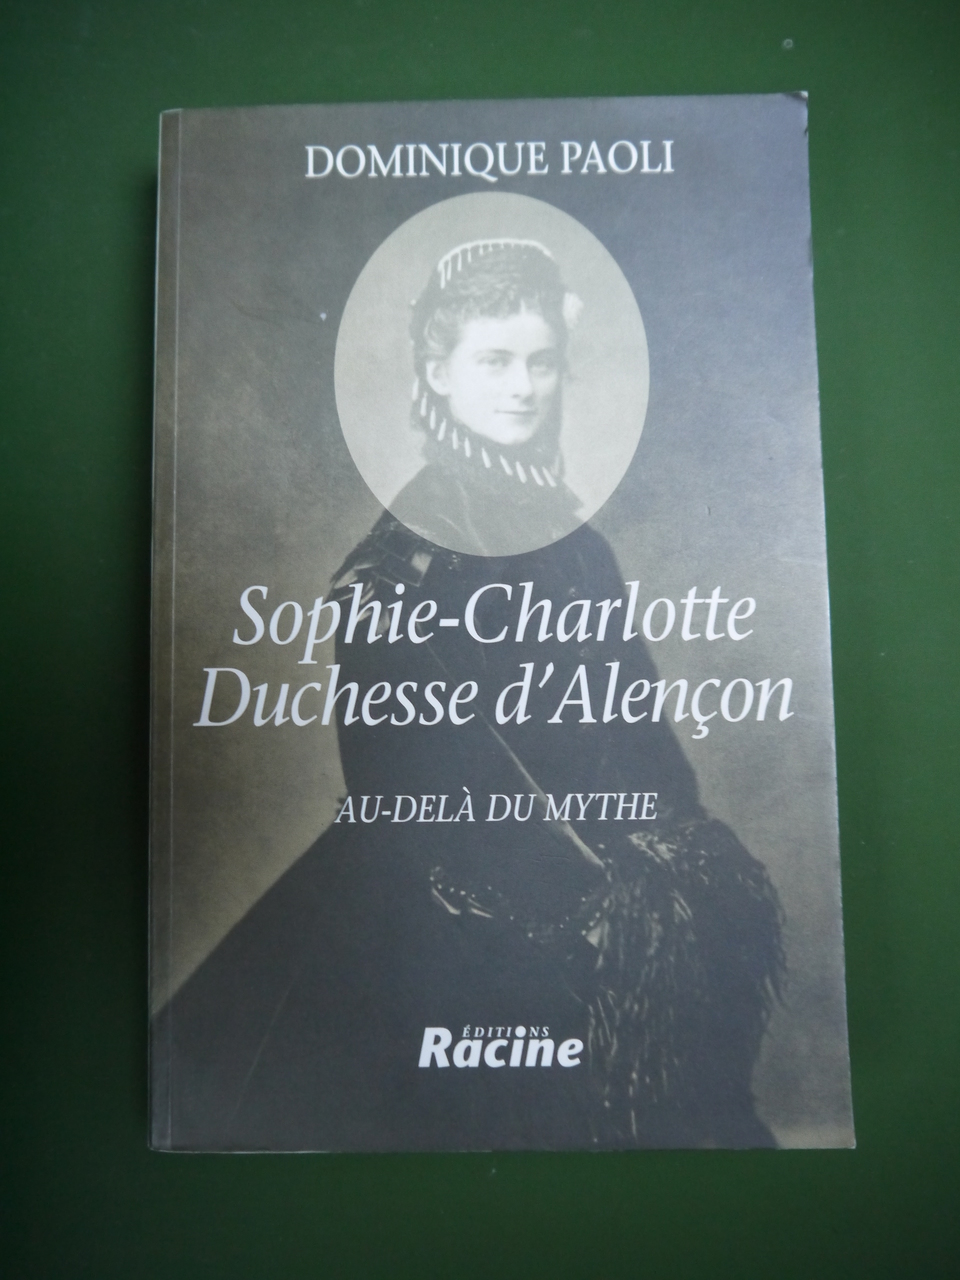 DOMINIQUE PAOLI
Sophie-Charlotte
Duchesse d'Alençon
AU-DELÀ DU MYTHE
ÉDITIONS
Racine